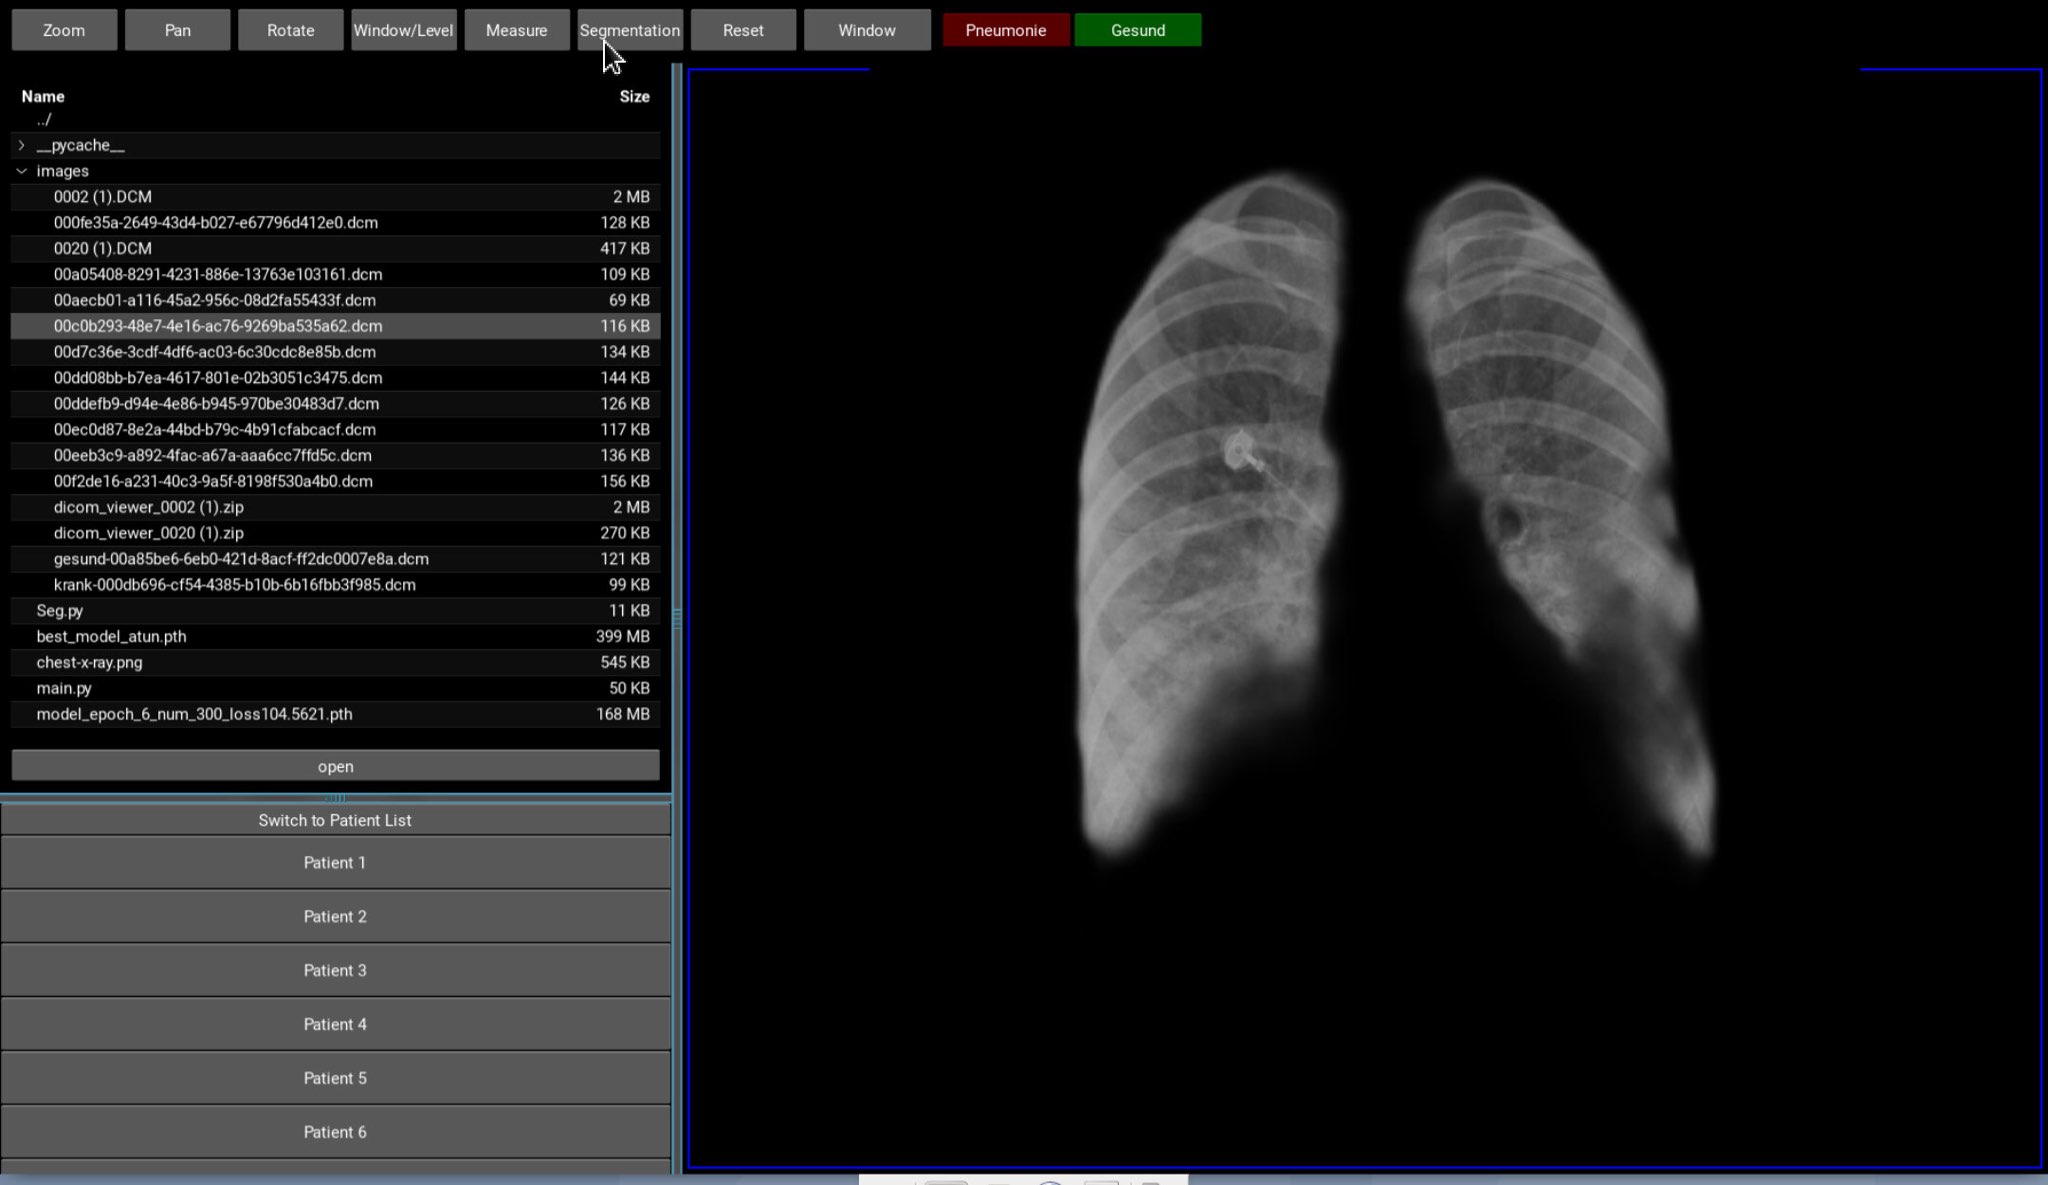 Zoom Pan Rotate Window/Level Measure Segmentation Reset Window Pneumonie Gesund
Name Size
../
__pycache__
images
0002 (1).DCM 2 MB
000fe35a-2649-43d4-b027-e67796d412e0.dcm 128 KB
0020 (1).DCM 417 KB
00a05408-8291-4231-886e-13763e103161.dcm 109 KB
00aecb01-a116-45a2-956c-08d2fa55433f.dcm 69 KB
00c0b293-48e7-4e16-ac76-9269ba535a62.dcm 116 KB
00d7c36e-3cdf-4df6-ac03-6c30cdc8e85b.dcm 134 KB
00dd08bb-b7ea-4617-801e-02b3051c3475.dcm 144 KB
00ddefb9-d94e-4e86-b945-970be30483d7.dcm 126 KB
00ec0d87-8e2a-44bd-b79c-4b91cfabcacf.dcm 117 KB
00eeb3c9-a892-4fac-a67a-aaa6cc7ffd5c.dcm 136 KB
00f2de16-a231-40c3-9a5f-8198f530a4b0.dcm 156 KB
dicom_viewer_0002 (1).zip 2 MB
dicom_viewer_0020 (1).zip 270 KB
gesund-00a85be6-6eb0-421d-8acf-ff2dc0007e8a.dcm 121 KB
krank-000db696-cf54-4385-b10b-6b16fbb3f985.dcm 99 KB
Seg.py 11 KB
best_model_atun.pth 399 MB
chest-x-ray.png 545 KB
main.py 50 KB
model_epoch_6_num_300_loss104.5621.pth 168 MB
open
Switch to Patient List
Patient 1
Patient 2
Patient 3
Patient 4
Patient 5
Patient 6